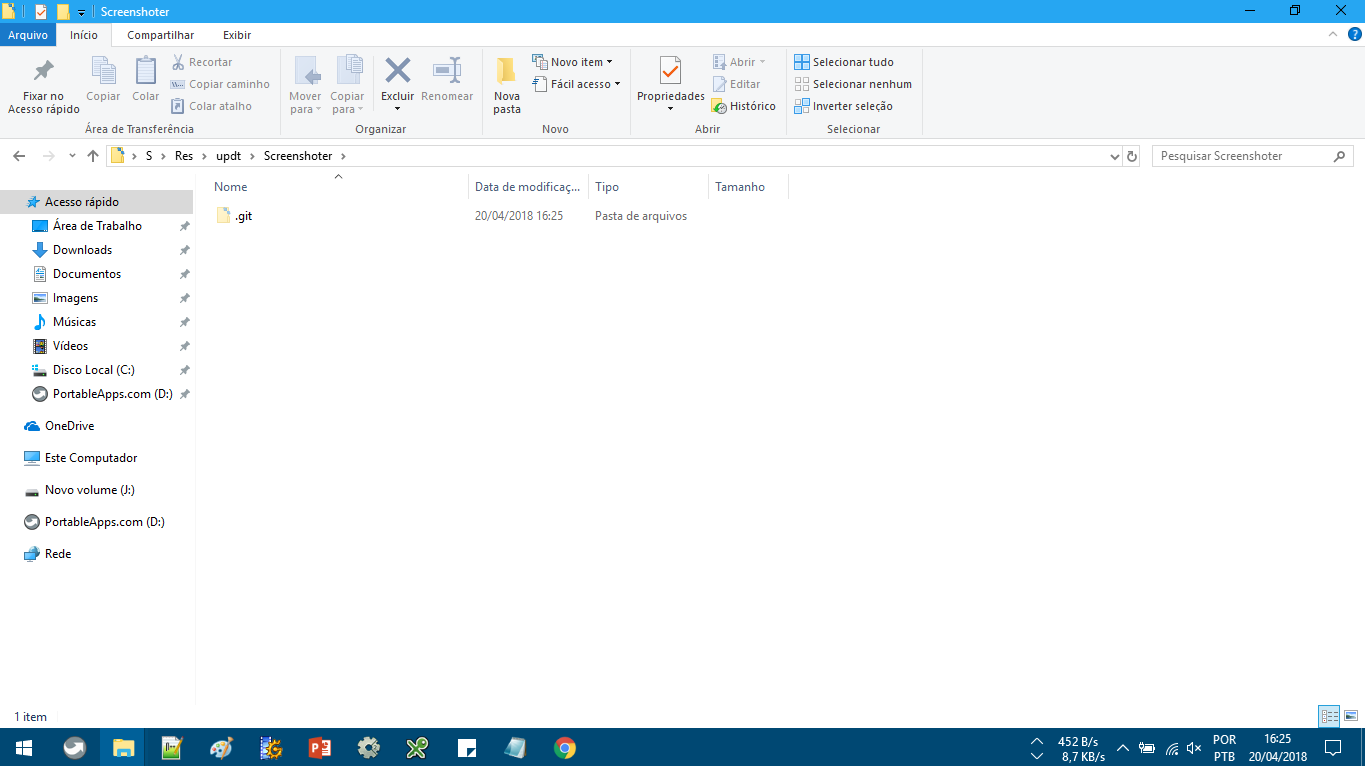 Screenshoter
Arquivo Início Compartilhar Exibir
Fixar no Acesso rápido
Copiar
Colar
Recortar
Copiar caminho
Colar atalho
Área de Transferência
Mover para
Copiar para
Excluir
Renomear
Organizar
Nova pasta
Novo item
Fácil acesso
Novo
Propriedades
Abrir
Editar
Histórico
Abrir
Selecionar tudo
Selecionar nenhum
Inverter seleção
Selecionar
S Res updt Screenshoter
Pesquisar Screenshoter
Nome Data de modificaç... Tipo Tamanho
.git 20/04/2018 16:25 Pasta de arquivos
Acesso rápido
Área de Trabalho
Downloads
Documentos
Imagens
Músicas
Vídeos
Disco Local (C:)
PortableApps.com (D:)
OneDrive
Este Computador
Novo volume (J:)
PortableApps.com (D:)
Rede
1 item
452 B/s
8,7 KB/s
POR
PTB
16:25
20/04/2018